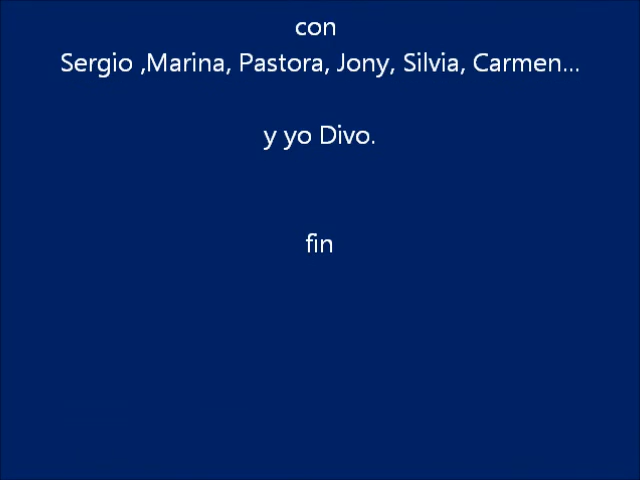 con
Sergio ,Marina, Pastora, Jony, Silvia, Carmen...
y yo Divo.
fin